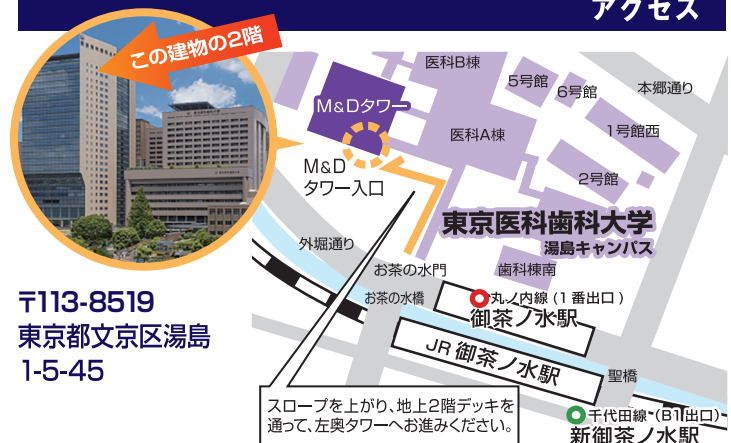 アクセス
この建物の2階
医科B棟
5号館
6号館
本郷通り
M&Dタワー
医科A棟
1号館西
M&D
タワー入口
2号館
東京医科歯科大学
湯島キャンパス
外堀通り
お茶の水門
歯科棟南
〒113-8519
東京都文京区湯島
1-5-45
お茶の水橋
丸ノ内線(1番出口)
御茶ノ水駅
JR 御茶ノ水駅
聖橋
スロープを上がり、地上2階デッキを
通って、左奥タワーへお進みください。
千代田線(B1出口)
新御茶ノ水駅